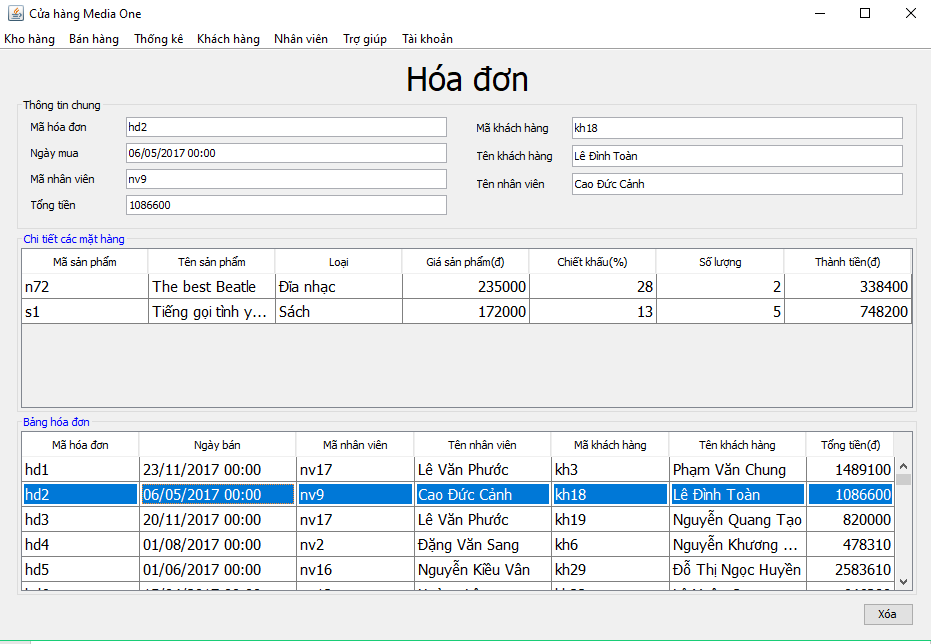 Cửa hàng Media One
Kho hàng Bán hàng Thống kê Khách hàng Nhân viên Trợ giúp Tài khoản
Hóa đơn
Thông tin chung
Mã hóa đơn hd2 Mã khách hàng kh18
Ngày mua 06/05/2017 00:00 Tên khách hàng Lê Đình Toàn
Mã nhân viên nv9 Tên nhân viên Cao Đức Cảnh
Tổng tiền 1086600
Chi tiết các mặt hàng
Mã sản phẩm Tên sản phẩm Loại Giá sản phẩm(đ) Chiết khấu(%) Số lượng Thành tiền(đ)
n72 The best Beatle Đĩa nhạc 235000 28 2 338400
s1 Tiếng gọi tình y... Sách 172000 13 5 748200
Bảng hóa đơn
Mã hóa đơn Ngày bán Mã nhân viên Tên nhân viên Mã khách hàng Tên khách hàng Tổng tiền(đ)
hd1 23/11/2017 00:00 nv17 Lê Văn Phước kh3 Phạm Văn Chung 1489100
hd2 06/05/2017 00:00 nv9 Cao Đức Cảnh kh18 Lê Đình Toàn 1086600
hd3 20/11/2017 00:00 nv17 Lê Văn Phước kh19 Nguyễn Quang Tạo 820000
hd4 01/08/2017 00:00 nv2 Đặng Văn Sang kh6 Nguyễn Khương ... 478310
hd5 01/06/2017 00:00 nv16 Nguyễn Kiều Vân kh29 Đỗ Thị Ngọc Huyền 2583610
Xóa